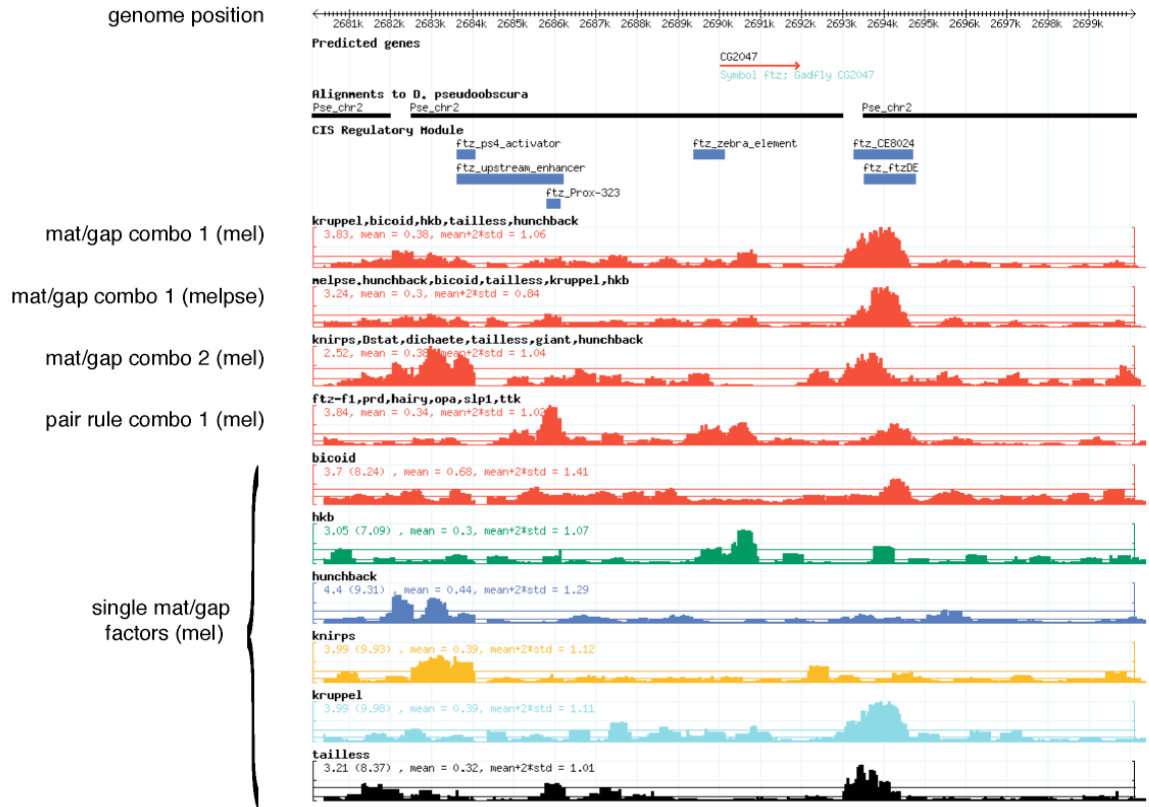 genome position
2681k 2682k 2683k 2684k 2685k 2686k 2687k 2688k 2689k 2690k 2691k 2692k 2693k 2694k 2695k 2696k 2697k 2698k 2699k
Predicted genes
CG2047
Symbol ftz; Gadfly CG2047
Alignments to D. pseudoobscura
Pse_chr2 Pse_chr2 Pse_chr2
CIS Regulatory Module
ftz_ps4_activator ftz_zebra_element ftz_CE8024
ftz_upstream_enhancer ftz_ftzDE
ftz_Prox-323
kruppel,bicoid,hkb,tailless,hunchback
mat/gap combo 1 (mel)
3.83, mean = 0.38, mean+2*std = 1.06
melpse.hunchback,bicoid,tailless,kruppel,hkb
mat/gap combo 1 (melpse)
3.24, mean = 0.3, mean+2*std = 0.84
knirps,Dstat,dichaete,tailless,giant,hunchback
mat/gap combo 2 (mel)
2.52, mean = 0.38, mean+2*std = 1.04
ftz-f1,prd,hairy,opa,slp1,ttk
pair rule combo 1 (mel)
3.84, mean = 0.34, mean+2*std = 1.02
bicoid
3.7 (8.24) , mean = 0.68, mean+2*std = 1.41
hkb
3.05 (7.09) , mean = 0.3, mean+2*std = 1.07
hunchback
4.4 (9.31) , mean = 0.44, mean+2*std = 1.29
single mat/gap
factors (mel)
knirps
3.99 (9.93) , mean = 0.39, mean+2*std = 1.12
kruppel
3.99 (9.98) , mean = 0.39, mean+2*std = 1.11
tailless
3.21 (8.37) , mean = 0.32, mean+2*std = 1.01